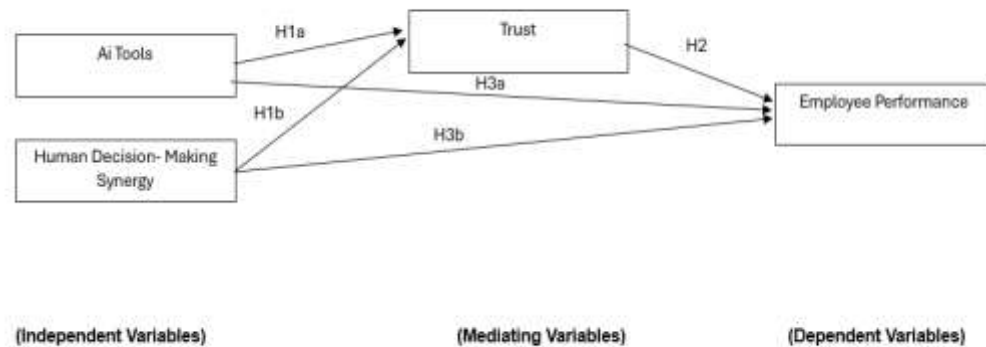 Ai Tools
H1a
Trust
H2
H3a
Employee Performance
H1b
Human Decision- Making
Synergy
H3b
(Independent Variables)
(Mediating Variables)
(Dependent Variables)